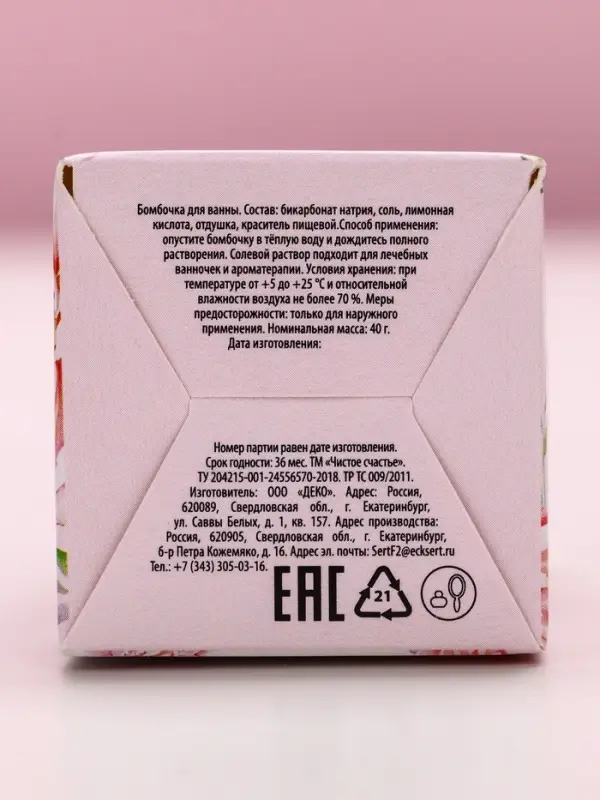 Бомбочка для ванны. Состав: бикарбонат натрия, соль, лимонная
кислота, отдушка, краситель пищевой.Способ применения:
опустите бомбочку в тёплую воду и дождитесь полного
растворения. Солевой раствор подходит для лечебных
ванночек и ароматерапии. Условия хранения: при
температуре от +5 до +25 °С и относительной
влажности воздуха не более 70 %. Меры
предосторожности: только для наружного
применения. Номинальная масса: 40 г.
Дата изготовления:
Номер партии равен дате изготовления.
Срок годности: 36 мес. ТМ «Чистое счастье».
ТУ 204215-001-24556570-2018. ТР ТС 009/2011.
Изготовитель: ООО «ДЕКО». Адрес: Россия,
620089, Свердловская обл., г. Екатеринбург,
ул. Саввы Белых, д. 1, кв. 157. Адрес производства:
Россия, 620905, Свердловская обл., г. Екатеринбург,
б-р Петра Кожемяко, д. 16. Адрес эл. почты: SertF2@ecksert.ru
Тел.: +7 (343) 305-03-16.
ЕАС
21